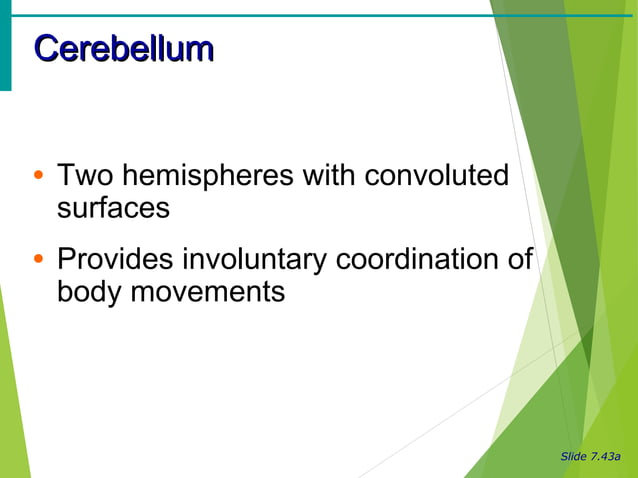 Cerebellum
• Two hemispheres with convoluted
surfaces
• Provides involuntary coordination of
body movements
Slide 7.43a